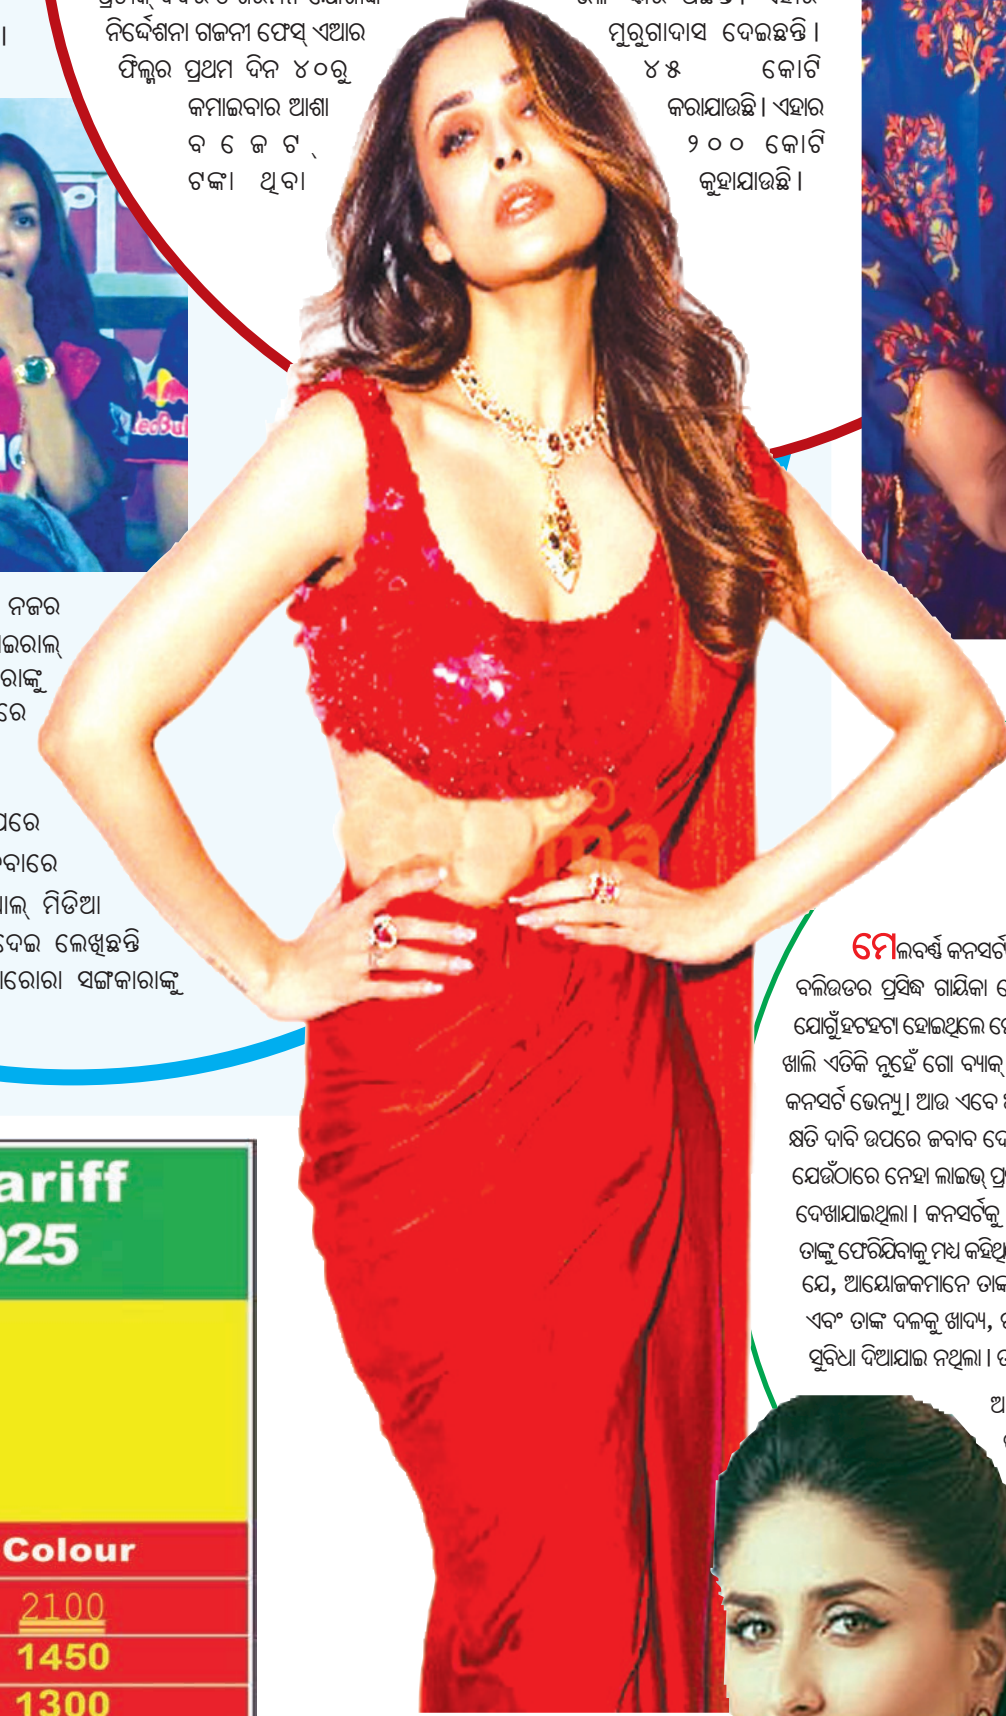 ନିର୍ଦ୍ଦେଶନା ଗଜନୀ ଫେସ୍ ଏଆର
ଫିଲ୍ମର ପ୍ରଥମ ଦିନ ୪୦ରୁ
କମାଇବାର ଆଶା
ବଜେଟ୍
ଟଙ୍କା ଥିବା
ମୁରୁଗାଦାସ ଦେଇଛନ୍ତି।
୪୫ କୋଟି
କରାଯାଉଛି। ଏହାର
୨୦୦ କୋଟି
କୁହାଯାଉଛି।
RedBull
ନଜର
ାଇରାଲ୍
ରାଙ୍କୁ
ରେ
ପରେ
ବାରେ
ାଲ୍ ମିଡିଆ
ଦେଇ ଲେଖିଛନ୍ତି
ାରୋରା ସଙ୍ଗକାରାଙ୍କୁ
ମେଲବର୍ଣ୍ଣ କନସର୍ଟ
ବଲିଉଡର ପ୍ରସିଦ୍ଧ ଗାୟିକା
ଯୋଗୁଁ ହଟହଟା ହୋଇଥିଲେ
ଖାଲି ଏତିକି ନୁହେଁ ଗୋ ବ୍ୟାକ୍
କନସର୍ଟ ଭେନ୍ୟୁ। ଆଉ ଏବେ
କ୍ଷତି ଦାବି ଉପରେ ଜବାବ
ଯେଉଁଠାରେ ନେହା ଲାଇଭ୍
ଦେଖାଯାଇଥିଲା। କନସର୍ଟକୁ
ତାଙ୍କୁ ଫେରିଯିବାକୁ ମଧ୍ୟ
ଯେ, ଆୟୋଜକମାନେ
ଏବଂ ତାଙ୍କ ଦଳକୁ ଖାଦ୍ୟ,
ସୁବିଧା ଦିଆଯାଇ ନଥିଲା।
ariff
025
Colour
2100
1450
1300